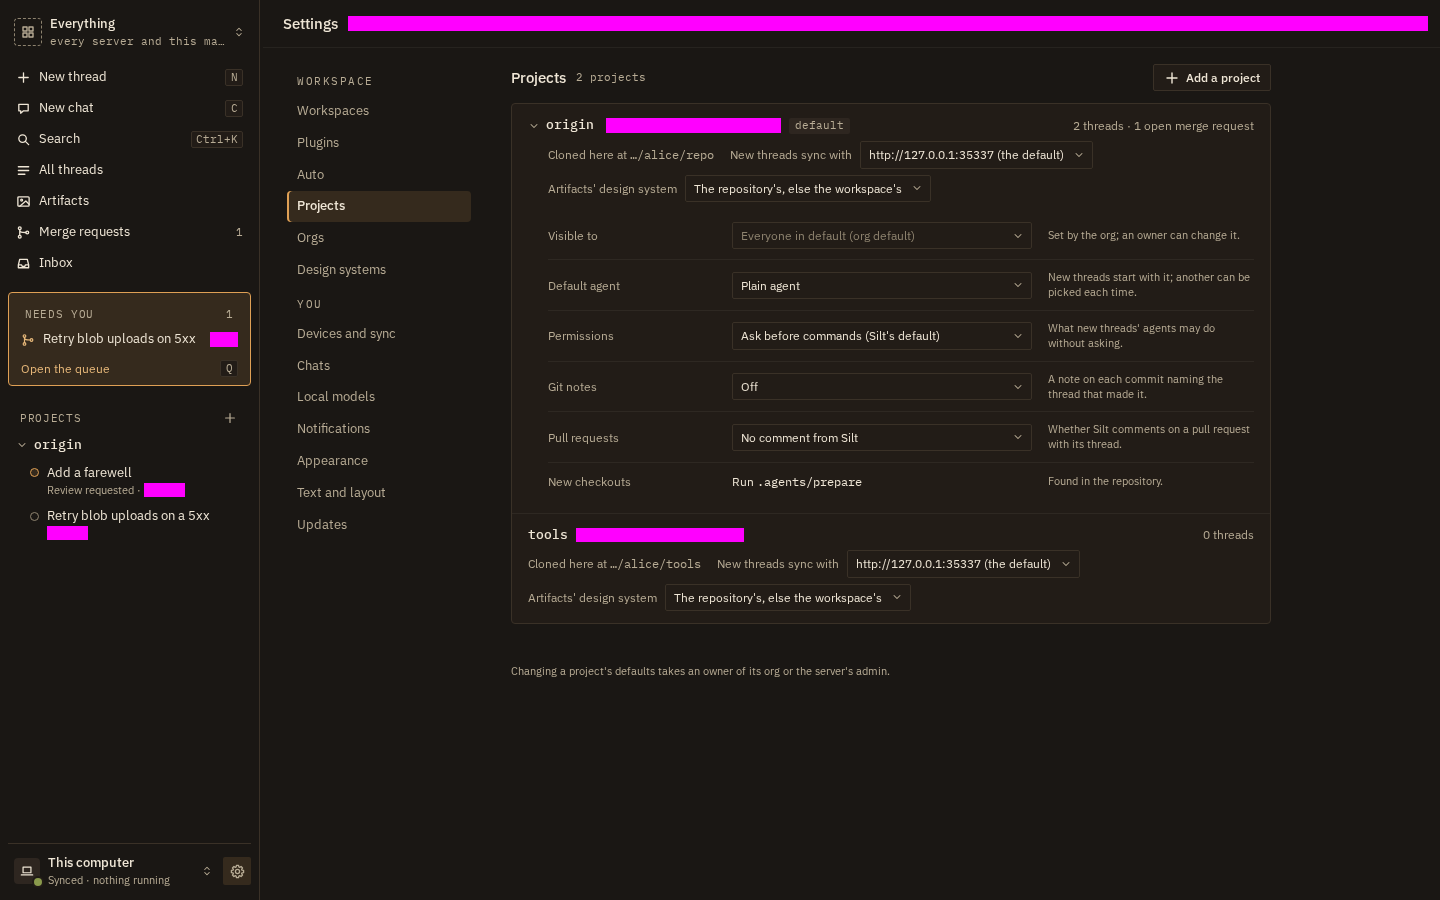 Everything
every server and this ma…
New thread N
New chat C
Search Ctrl+K
All threads
Artifacts
Merge requests 1
Inbox
NEEDS YOU 1
Retry blob uploads on 5xx
Open the queue Q
PROJECTS
origin
Add a farewell
Review requested ·
Retry blob uploads on a 5xx
This computer
Synced · nothing running
Settings
WORKSPACE
Workspaces
Plugins
Auto
Projects
Orgs
Design systems
YOU
Devices and sync
Chats
Local models
Notifications
Appearance
Text and layout
Updates
Projects 2 projects Add a project
origin default 2 threads · 1 open merge request
Cloned here at …/alice/repo New threads sync with http://127.0.0.1:35337 (the default)
Artifacts' design system The repository's, else the workspace's
Visible to Everyone in default (org default) Set by the org; an owner can change it.
Default agent Plain agent New threads start with it; another can be
picked each time.
Permissions Ask before commands (Silt's default) What new threads' agents may do
without asking.
Git notes Off A note on each commit naming the
thread that made it.
Pull requests No comment from Silt Whether Silt comments on a pull request
with its thread.
New checkouts Run .agents/prepare Found in the repository.
tools 0 threads
Cloned here at …/alice/tools New threads sync with http://127.0.0.1:35337 (the default)
Artifacts' design system The repository's, else the workspace's
Changing a project's defaults takes an owner of its org or the server's admin.